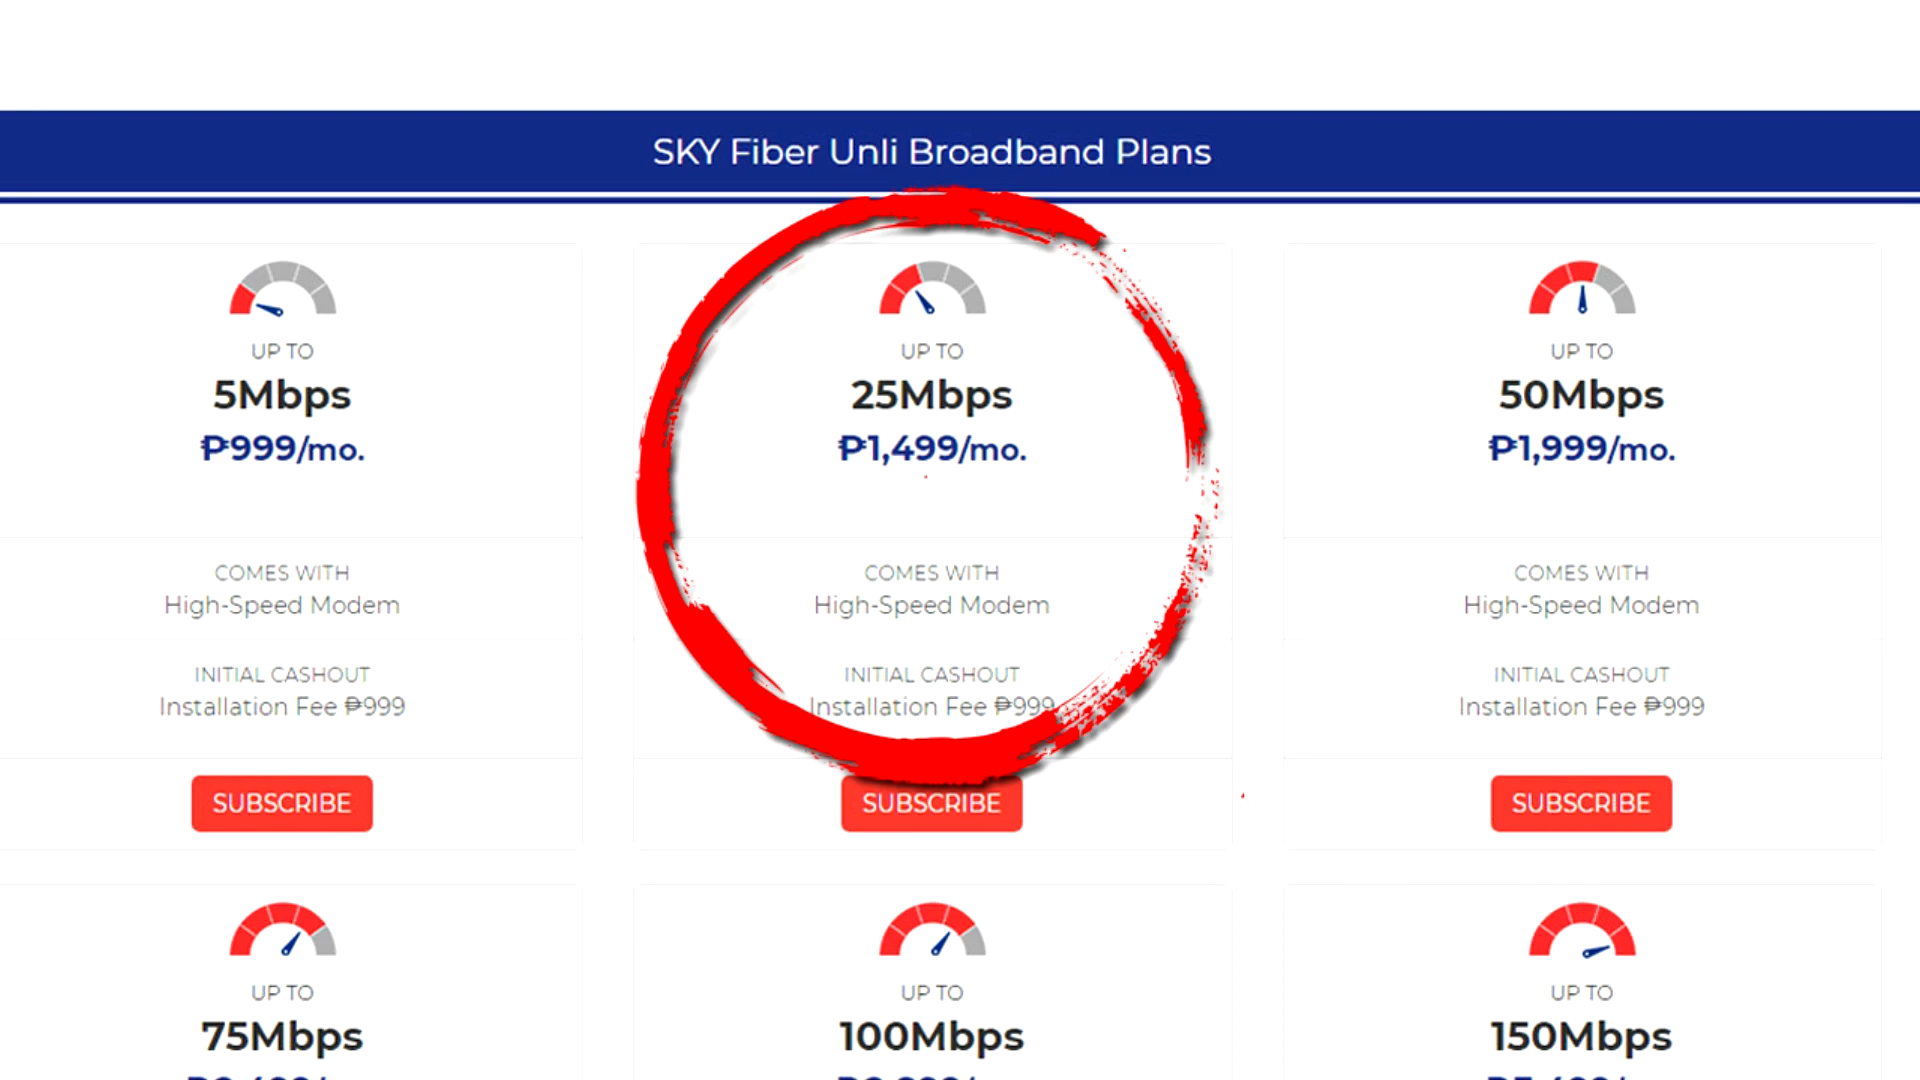 SKY Fiber Unli Broadband Plans
UP TO
5Mbps
₱999/mo.
COMES WITH
High-Speed Modem
INITIAL CASHOUT
Installation Fee ₱999
SUBSCRIBE
UP TO
25Mbps
₱1,499/mo.
COMES WITH
High-Speed Modem
INITIAL CASHOUT
Installation Fee ₱999
SUBSCRIBE
UP TO
50Mbps
₱1,999/mo.
COMES WITH
High-Speed Modem
INITIAL CASHOUT
Installation Fee ₱999
SUBSCRIBE
UP TO
75Mbps
UP TO
100Mbps
UP TO
150Mbps